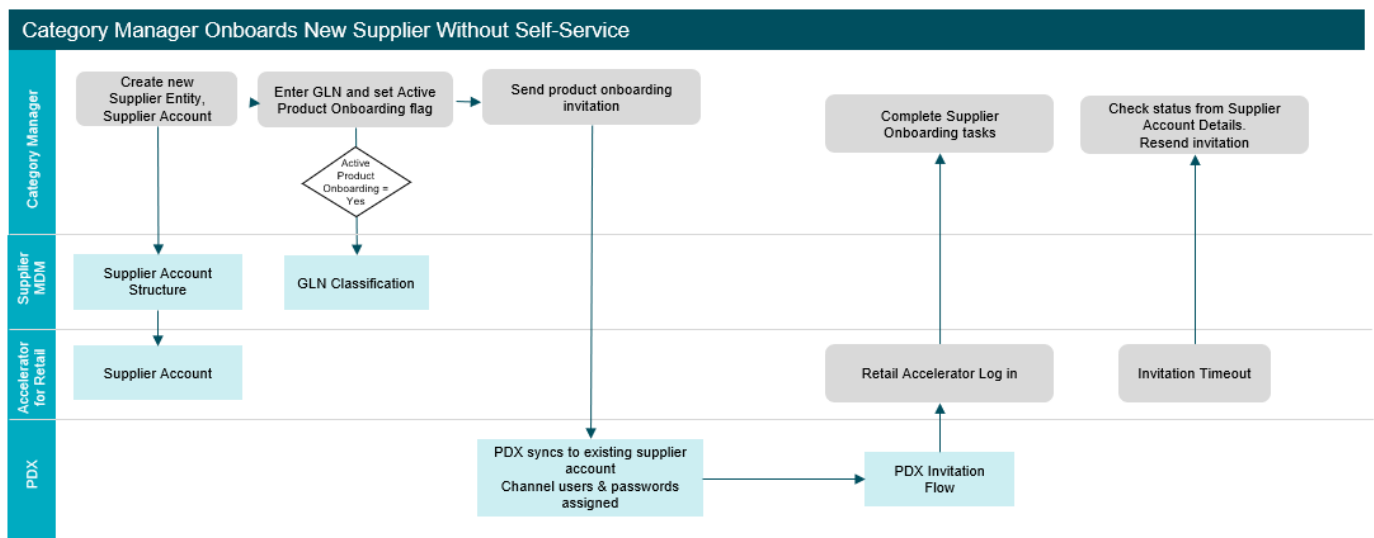 Category Manager Onboards New Supplier Without Self-Service
Category Manager
Create new
Supplier Entity,
Supplier Account
Enter GLN and set Active
Product Onboarding flag
Send product onboarding
invitation
Complete Supplier
Onboarding tasks
Check status from Supplier
Account Details.
Resend invitation
Active
Product
Onboarding =
Yes
Supplier
MDM
Supplier Account
Structure
GLN Classification
Accelerator
for Retail
Supplier Account
Retail Accelerator Log in
Invitation Timeout
PDX
PDX syncs to existing supplier
account
Channel users & passwords
assigned
PDX Invitation
Flow